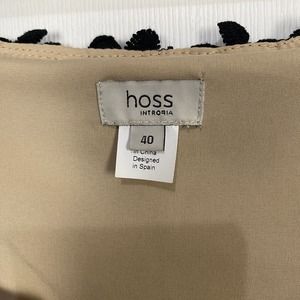 hoss
INTROPIA
40
in China
Designed
in Spain